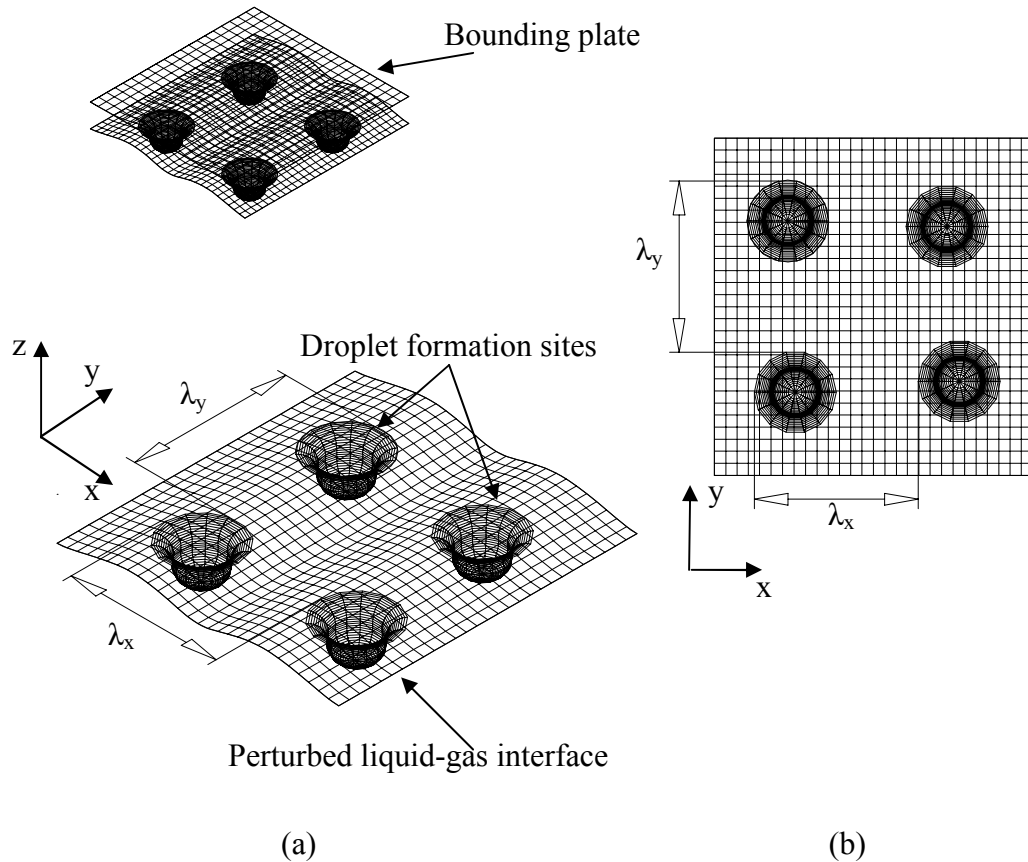 Bounding plate
λy
z
y
x
Droplet formation sites
λy
λx
y
x
λx
Perturbed liquid-gas interface
(a)
(b)